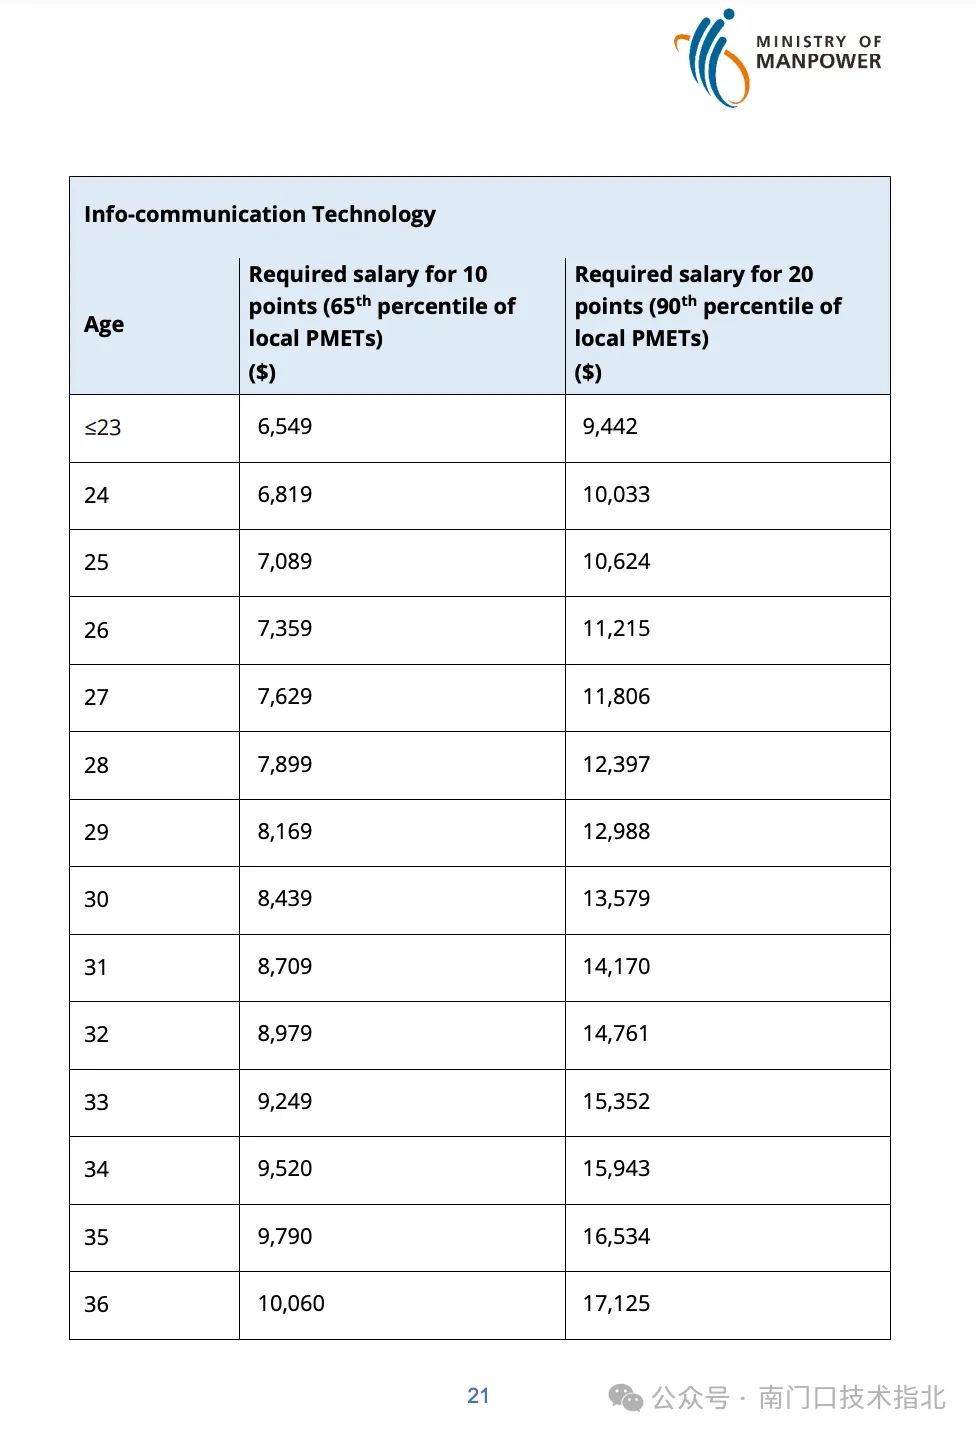 MINISTRY OF
MANPOWER
Info-communication Technology
Age
Required salary for 10
points (65th percentile of
local PMETs)
($)
Required salary for 20
points (90th percentile of
local PMETs)
($)
≤23 6,549 9,442
24 6,819 10,033
25 7,089 10,624
26 7,359 11,215
27 7,629 11,806
28 7,899 12,397
29 8,169 12,988
30 8,439 13,579
31 8,709 14,170
32 8,979 14,761
33 9,249 15,352
34 9,520 15,943
35 9,790 16,534
36 10,060 17,125
21
公众号 · 南门口技术指北